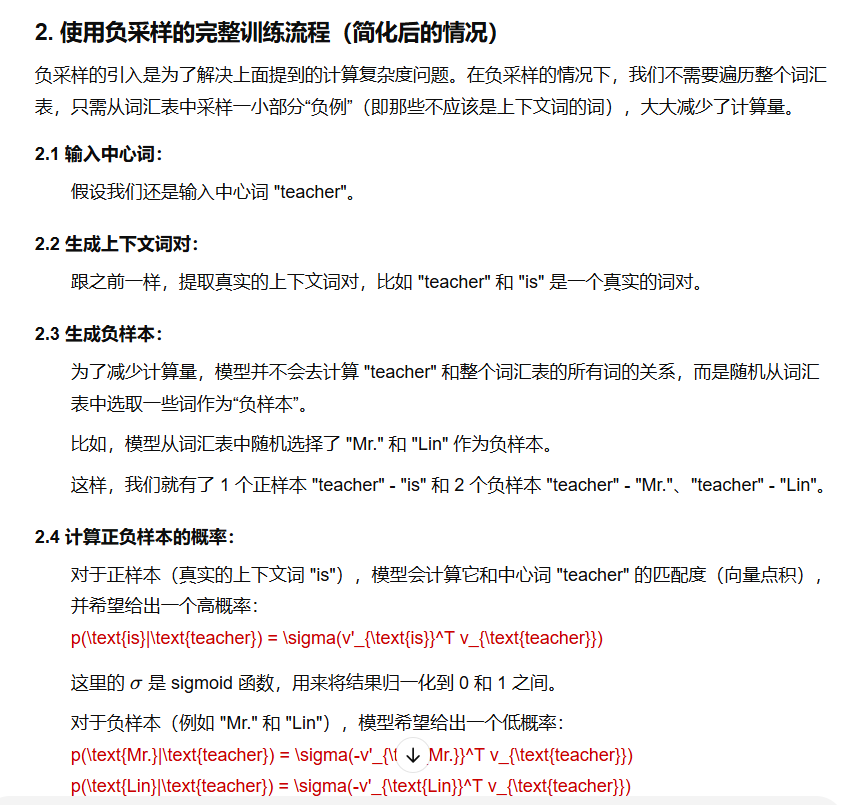 2. 使用负采样的完整训练流程（简化后的情况）
负采样的引入是为了解决上面提到的计算复杂度问题。在负采样的情况下，我们不需要遍历整个词汇
表，只需从词汇表中采样一小部分“负例”（即那些不应该是上下文词的词），大大减少了计算量。
2.1 输入中心词：
假设我们还是输入中心词 "teacher"。
2.2 生成上下文词对：
跟之前一样，提取真实的上下文词对，比如 "teacher" 和 "is" 是一个真实的词对。
2.3 生成负样本：
为了减少计算量，模型并不会去计算 "teacher" 和整个词汇表的所有词的关系，而是随机从词汇
表中选取一些词作为“负样本”。
比如，模型从词汇表中随机选择了 "Mr." 和 "Lin" 作为负样本。
这样，我们就有了 1 个正样本 "teacher" - "is" 和 2 个负样本 "teacher" - "Mr."、"teacher" - "Lin"。
2.4 计算正负样本的概率：
对于正样本（真实的上下文词 "is"），模型会计算它和中心词 "teacher" 的匹配度（向量点积），
并希望给出一个高概率：
p(\text{is}|\text{teacher}) = \sigma(v'_{\text{is}}^T v_{\text{teacher}})
这里的 σ 是 sigmoid 函数，用来将结果归一化到 0 和 1 之间。
对于负样本（例如 "Mr." 和 "Lin"），模型希望给出一个低概率：
p(\text{Mr.}|\text{teacher}) = \sigma(-v'_{\t Mr.}}^T v_{\text{teacher}})
p(\text{Lin}|\text{teacher}) = \sigma(-v'_{\text{Lin}}^T v_{\text{teacher}})